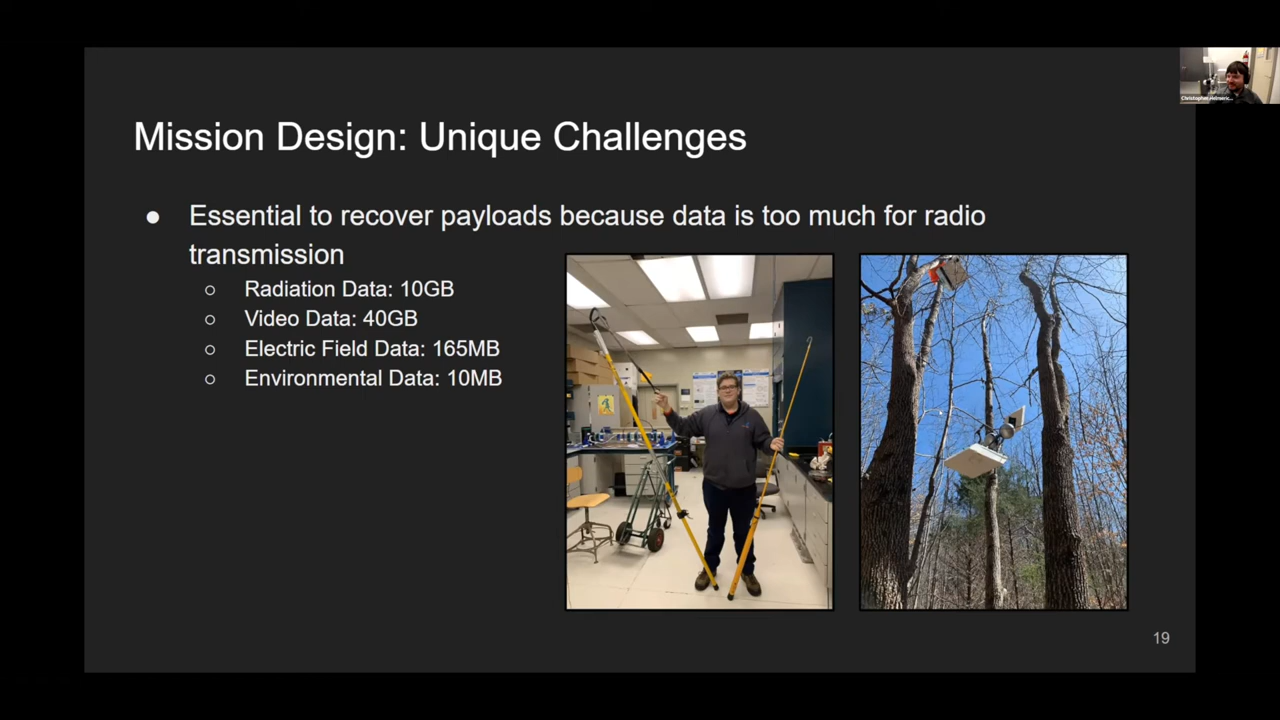 Mission Design: Unique Challenges
● Essential to recover payloads because data is too much for radio
transmission
○ Radiation Data: 10GB
○ Video Data: 40GB
○ Electric Field Data: 165MB
○ Environmental Data: 10MB
19